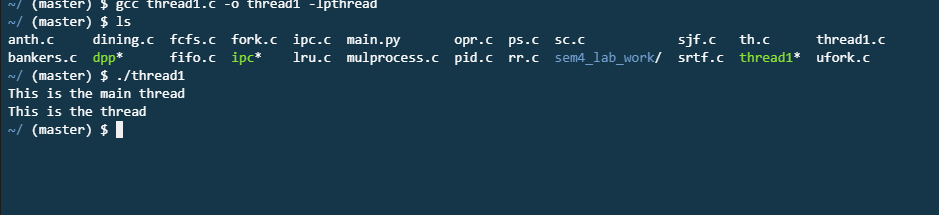 ~/ (master) $ gcc thread1.c -o thread1 -lpthread
~/ (master) $ ls
anth.c dining.c fcfs.c fork.c ipc.c main.py opr.c ps.c sc.c sjf.c th.c thread1.c
bankers.c dpp* fifo.c ipc* lru.c mulprocess.c pid.c rr.c sem4_lab_work/ srtf.c thread1* ufork.c
~/ (master) $ ./thread1
This is the main thread
This is the thread
~/ (master) $